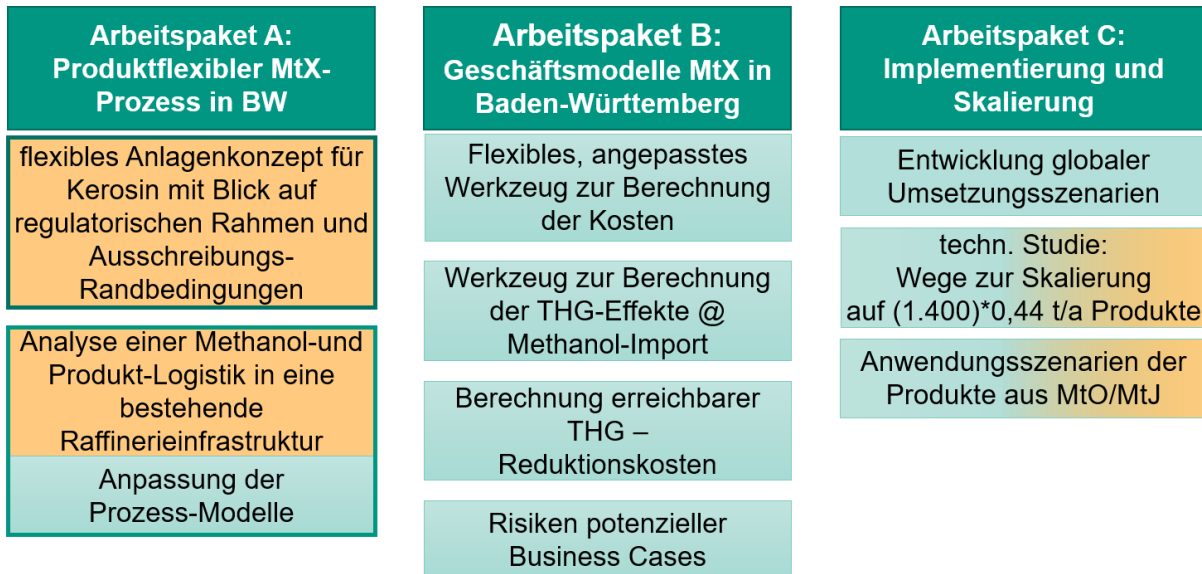 Arbeitspaket A:
Produktflexibler MtX-
Prozess in BW
flexibles Anlagenkonzept für
Kerosin mit Blick auf
regulatorischen Rahmen und
Ausschreibungs-
Randbedingungen
Analyse einer Methanol-und
Produkt-Logistik in eine
bestehende
Raffinerieinfrastruktur
Anpassung der
Prozess-Modelle
Arbeitspaket B:
Geschäftsmodelle MtX in
Baden-Württemberg
Flexibles, angepasstes
Werkzeug zur Berechnung
der Kosten
Werkzeug zur Berechnung
der THG-Effekte @
Methanol-Import
Berechnung erreichbarer
THG –
Reduktionskosten
Risiken potenzieller
Business Cases
Arbeitspaket C:
Implementierung und
Skalierung
Entwicklung globaler
Umsetzungsszenarien
techn. Studie:
Wege zur Skalierung
auf (1.400)*0,44 t/a Produkte
Anwendungsszenarien der
Produkte aus MtO/MtJ